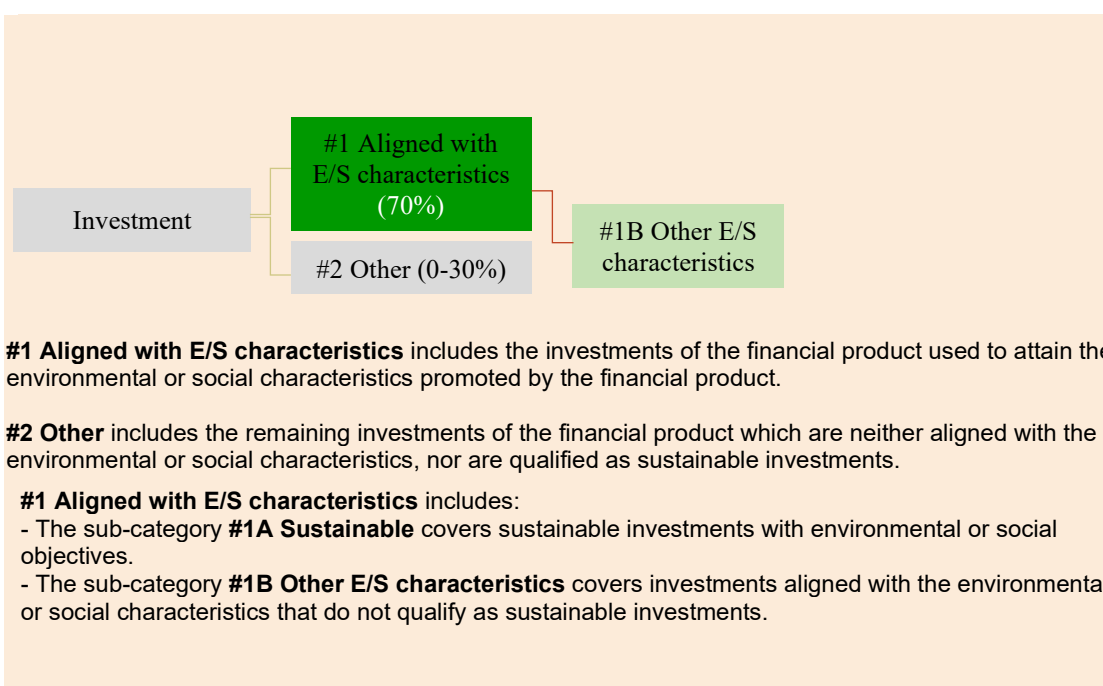 #1 Aligned with
E/S characteristics
(70%)
Investment
#1B Other E/S
characteristics
#2 Other (0-30%)
#1 Aligned with E/S characteristics includes the investments of the financial product used to attain the
environmental or social characteristics promoted by the financial product.
#2 Other includes the remaining investments of the financial product which are neither aligned with the
environmental or social characteristics, nor are qualified as sustainable investments.
#1 Aligned with E/S characteristics includes:
- The sub-category #1A Sustainable covers sustainable investments with environmental or social
objectives.
- The sub-category #1B Other E/S characteristics covers investments aligned with the environmenta
or social characteristics that do not qualify as sustainable investments.